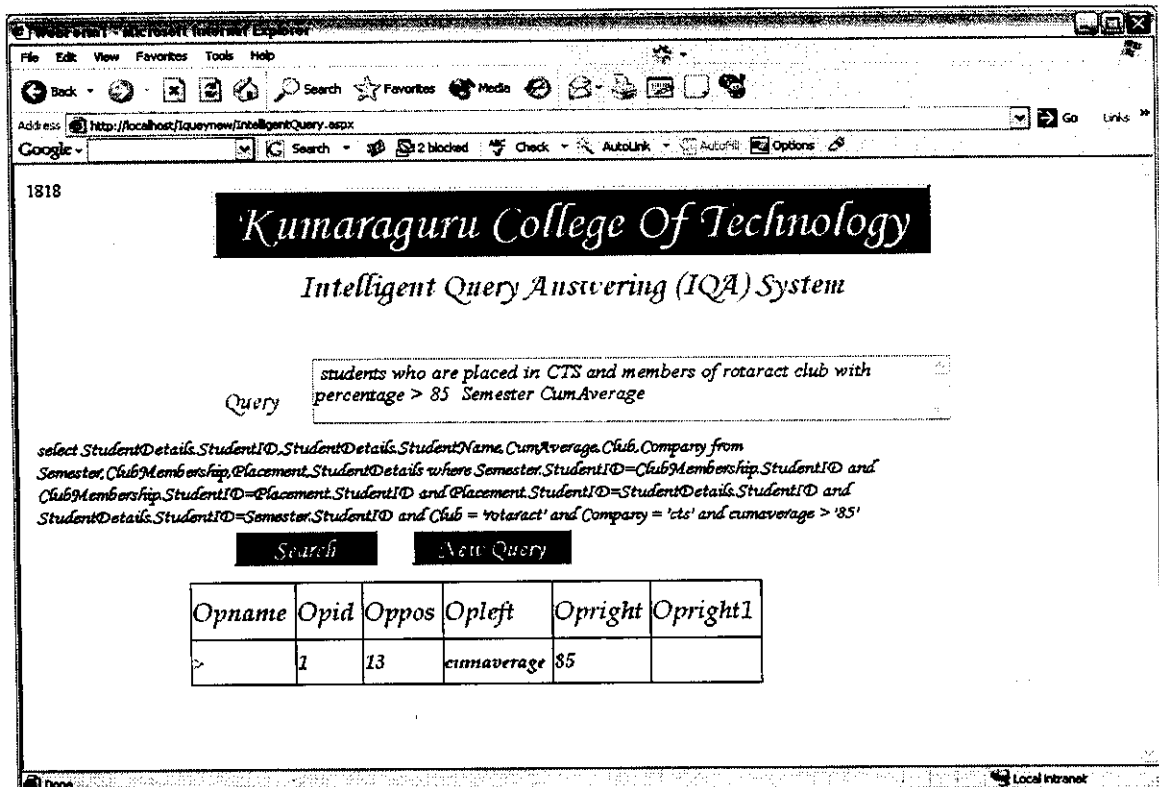 WebForm1 - Microsoft Internet Explorer
File Edit View Favorites Tools Help
Back Search Favorites Media
Address http://localhost/Iqueynew/IntelligentQuery.aspx Go Links »
Google Search 2 blocked Check AutoLink AutoFill Options
1818
Kumaraguru College Of Technology
Intelligent Query Answering (IQA) System
students who are placed in CTS and members of rotaract club with
Query percentage > 85 Semester CumAverage
select StudentDetails.StudentID,StudentDetails.StudentName,CumAverage,Club,Company from
Semester,ClubMembership,Placement,StudentDetails where Semester.StudentID=ClubMembership.StudentID and
ClubMembership.StudentID=Placement.StudentID and Placement.StudentID=StudentDetails.StudentID and
StudentDetails.StudentID=Semester.StudentID and Club = 'rotaract' and Company = 'cts' and cumaverage > '85'
Search New Query
Opname Opid Oppos Opleft Opright Opright1
> 1 13 cumaverage 85
Done Local intranet